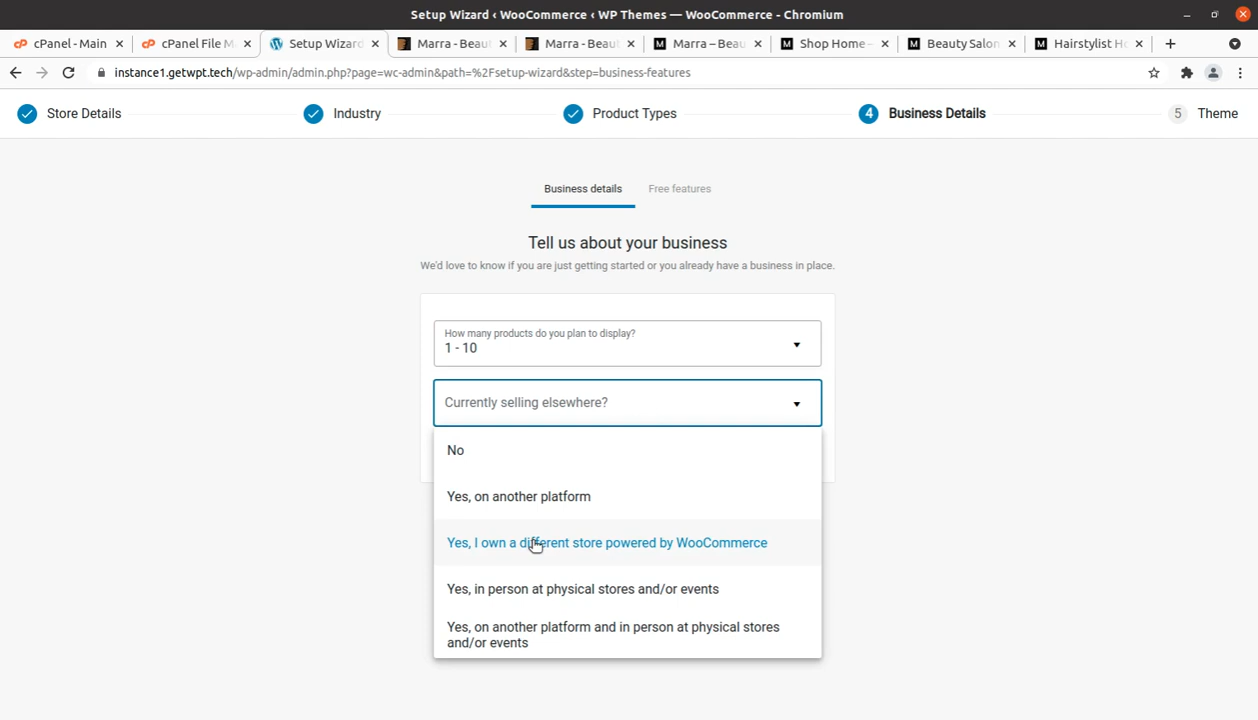 Setup Wizard ‹ WooCommerce ‹ WP Themes — WooCommerce - Chromium
cPanel - Main
cPanel File M
Setup Wizard
Marra - Beaut
Marra - Beaut
Marra – Beau
Shop Home –
Beauty Salon
Hairstylist Ho
instance1.getwpt.tech/wp-admin/admin.php?page=wc-admin&path=%2Fsetup-wizard&step=business-features
Store Details
Industry
Product Types
4 Business Details
5 Theme
Business details
Free features
Tell us about your business
We'd love to know if you are just getting started or you already have a business in place.
How many products do you plan to display?
1 - 10
Currently selling elsewhere?
No
Yes, on another platform
Yes, I own a different store powered by WooCommerce
Yes, in person at physical stores and/or events
Yes, on another platform and in person at physical stores
and/or events